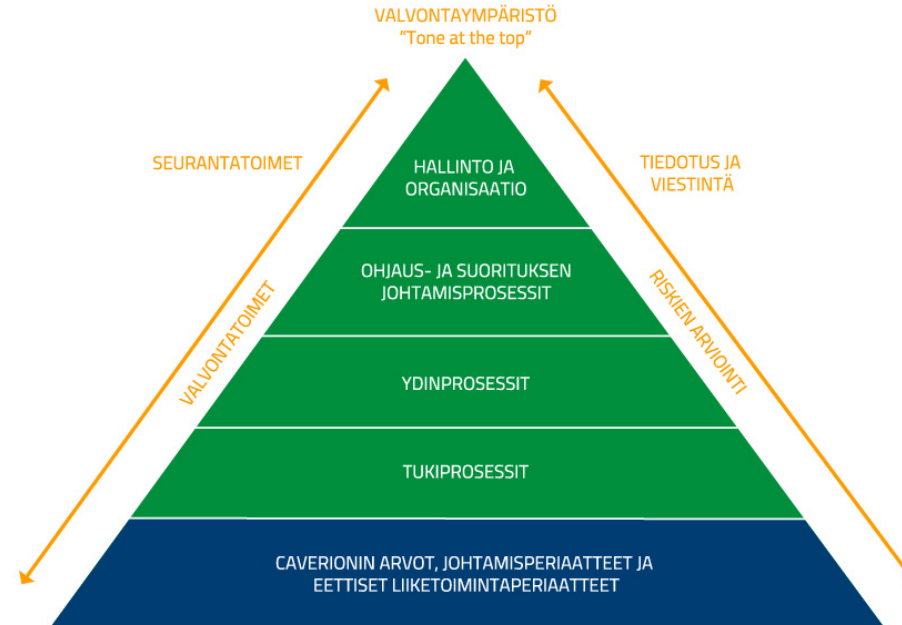 VALVONTAYMPÄRISTÖ
"Tone at the top"
SEURANTATOIMET
TIEDOTUS JA
VIESTINTÄ
HALLINTO JA
ORGANISAATIO
VALVONTATOIMET
OHJAUS- JA SUORITUKSEN
JOHTAMISPROSESSIT
RISKIEN ARVIOINTI
YDINPROSESSIT
TUKIPROSESSIT
CAVERIONIN ARVOT, JOHTAMISPERIAATTEET JA
EETTISET LIIKETOIMINTAPERIAATTEET